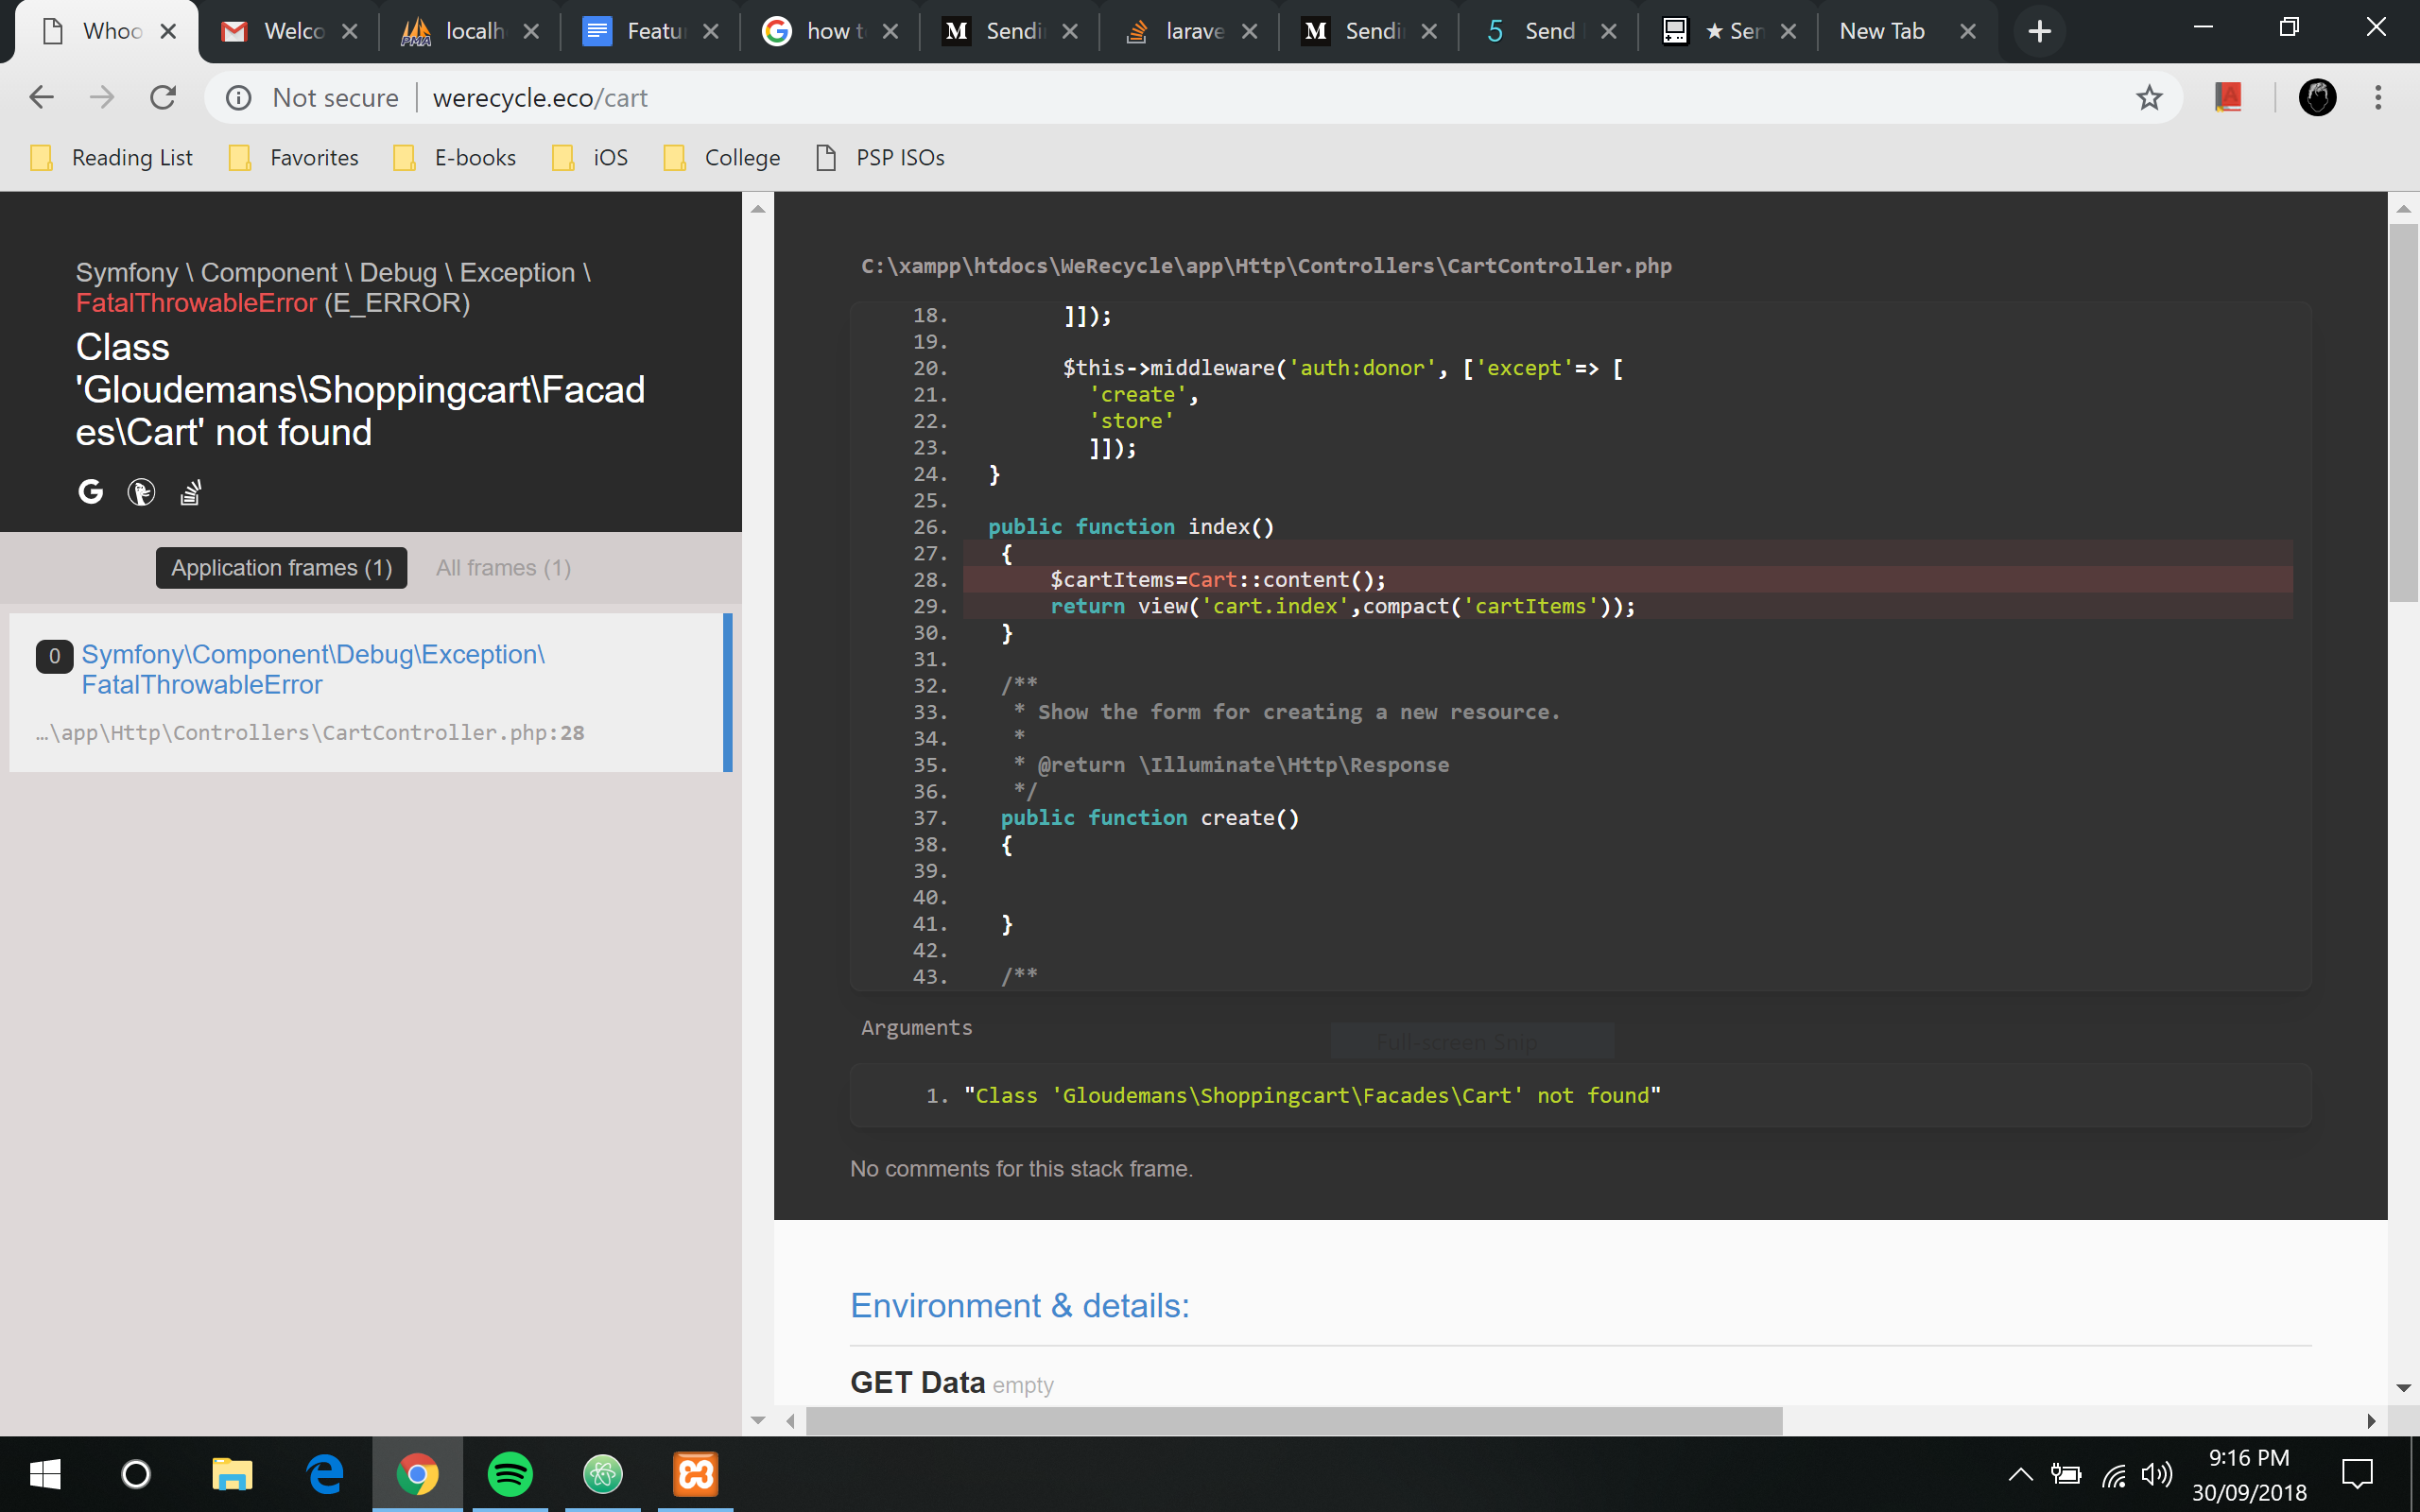 Whoo
Welco
localh
Featu
how t
M Sendi
larave
M Sendi
5 Send
★ Ser
New Tab
Not secure werecycle.eco/cart
Reading List
Favorites
E-books
iOS
College
PSP ISOs
Symfony \ Component \ Debug \ Exception \
FatalThrowableError (E_ERROR)
Class
'Gloudemans\Shoppingcart\Facad
es\Cart' not found
Application frames (1)
All frames (1)
0 Symfony\Component\Debug\Exception\
FatalThrowableError
…\app\Http\Controllers\CartController.php:28
C:\xampp\htdocs\WeRecycle\app\Http\Controllers\CartController.php
18. ]]);
19.
20. $this->middleware('auth:donor', ['except'=> [
21. 'create',
22. 'store'
23. ]]);
24. }
25.
26. public function index()
27. {
28. $cartItems=Cart::content();
29. return view('cart.index',compact('cartItems'));
30. }
31.
32. /**
33. * Show the form for creating a new resource.
34. *
35. * @return \Illuminate\Http\Response
36. */
37. public function create()
38. {
39.
40.
41. }
42.
43. /**
Arguments
Full-screen Snip
1. "Class 'Gloudemans\Shoppingcart\Facades\Cart' not found"
No comments for this stack frame.
Environment & details:
GET Data empty
9:16 PM
30/09/2018